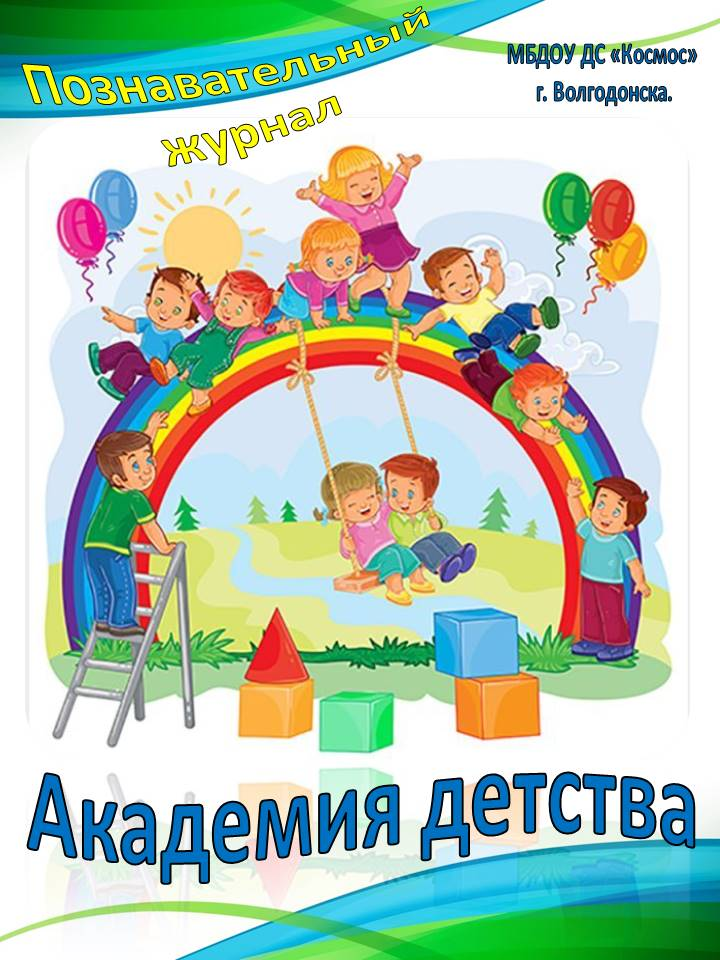 Познавательный
журнал
МБДОУ ДС «Космос»
г. Волгодонска.
Академия детства